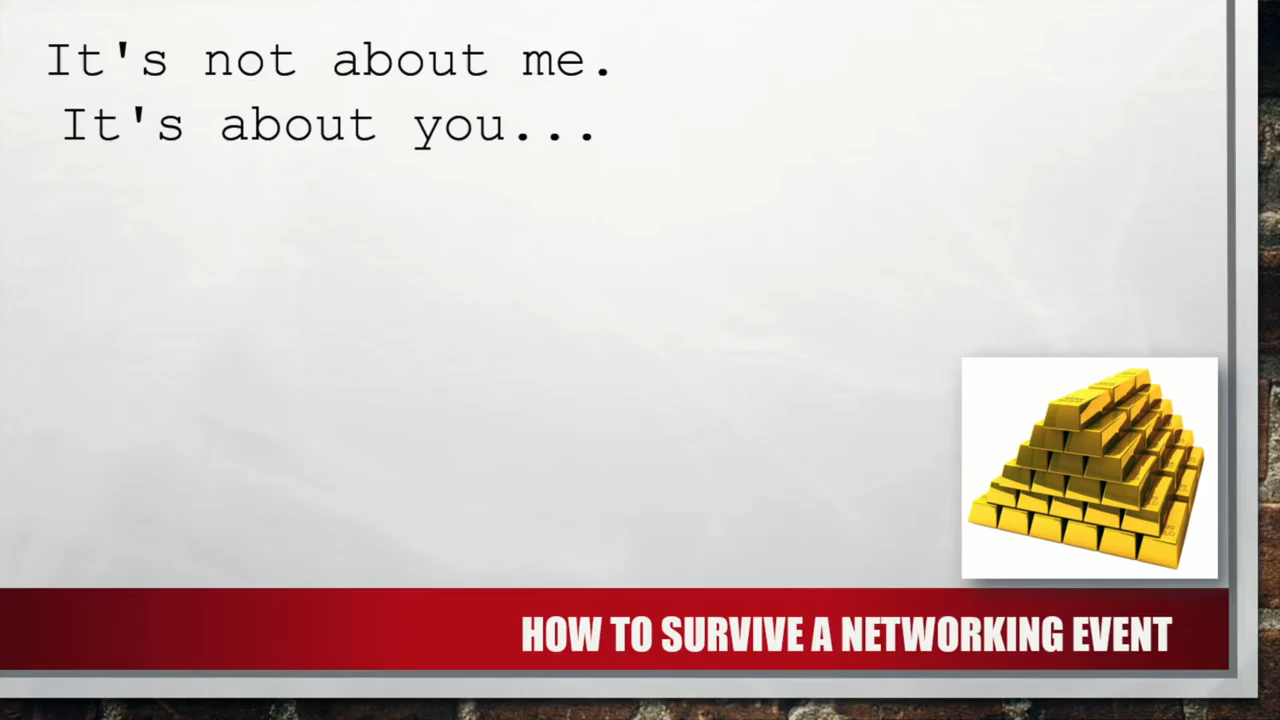 It's not about me.
It's about you...
HOW TO SURVIVE A NETWORKING EVENT